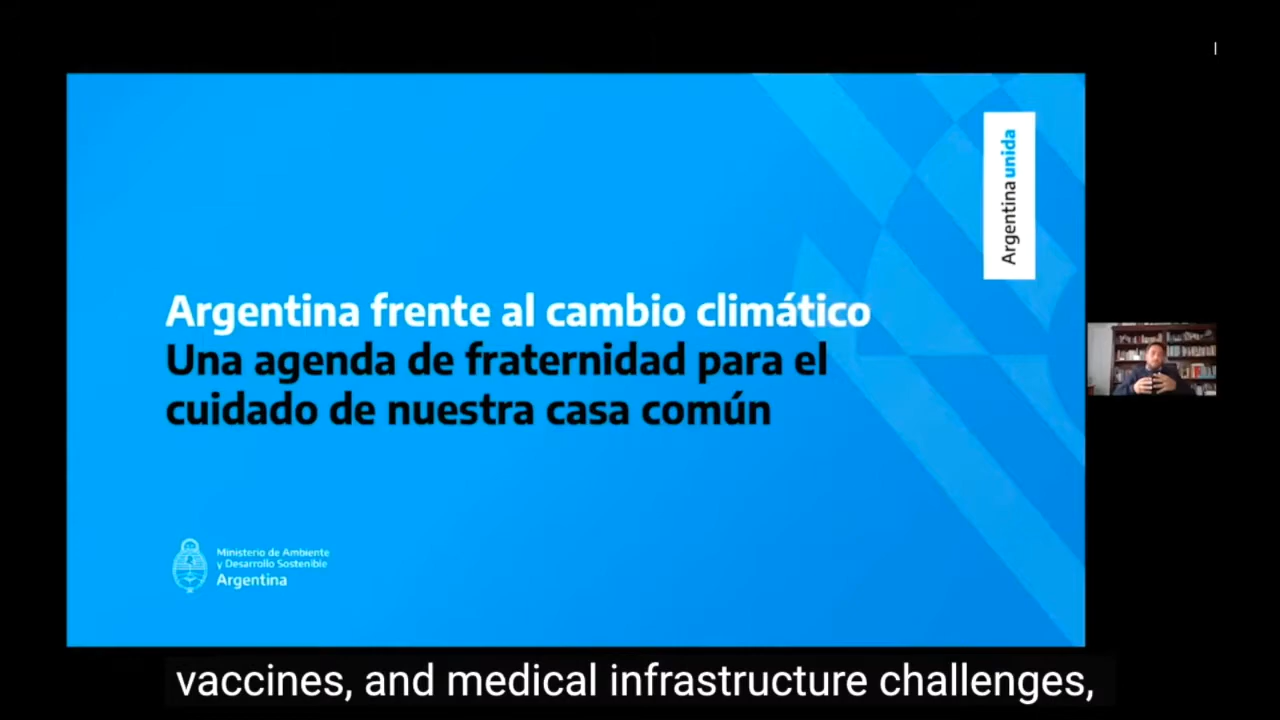 Argentina unida
Argentina frente al cambio climático
Una agenda de fraternidad para el
cuidado de nuestra casa común
Ministerio de Ambiente
y Desarrollo Sostenible
Argentina
vaccines, and medical infrastructure challenges,